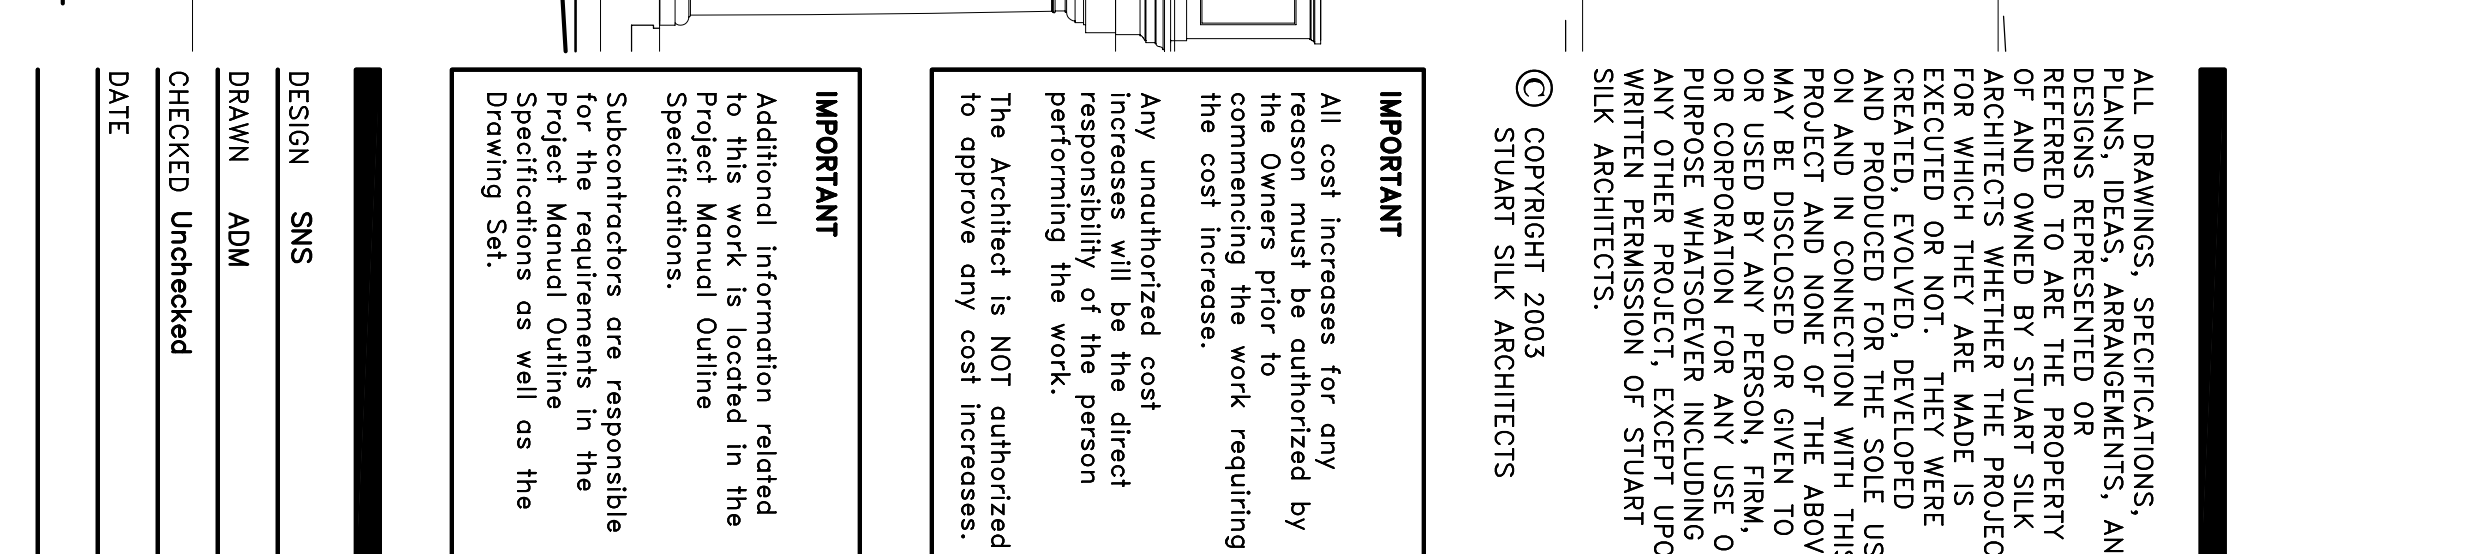 ALL DRAWINGS, SPECIFICATIONS,
PLANS, IDEAS, ARRANGEMENTS, AN
DESIGNS REPRESENTED OR
REFERRED TO ARE THE PROPERTY
OF AND OWNED BY STUART SILK
ARCHITECTS WHETHER THE PROJEC
FOR WHICH THEY ARE MADE IS
EXECUTED OR NOT. THEY WERE
CREATED, EVOLVED, DEVELOPED
AND PRODUCED FOR THE SOLE US
ON AND IN CONNECTION WITH THIS
PROJECT AND NONE OF THE ABOV
MAY BE DISCLOSED OR GIVEN TO
OR USED BY ANY PERSON, FIRM,
OR CORPORATION FOR ANY USE O
PURPOSE WHATSOEVER INCLUDING
ANY OTHER PROJECT, EXCEPT UPO
WRITTEN PERMISSION OF STUART
SILK ARCHITECTS.
© COPYRIGHT 2003
STUART SILK ARCHITECTS
IMPORTANT
All cost increases for any
reason must be authorized by
the Owners prior to
commencing the work requiring
the cost increase.
Any unauthorized cost
increases will be the direct
responsibility of the person
performing the work.
The Architect is NOT authorized
to approve any cost increases.
IMPORTANT
Additional information related
to this work is located in the
Project Manual Outline
Specifications.
Subcontractors are responsible
for the requirements in the
Project Manual Outline
Specifications as well as the
Drawing Set.
DESIGN SNS
DRAWN ADM
CHECKED Unchecked
DATE